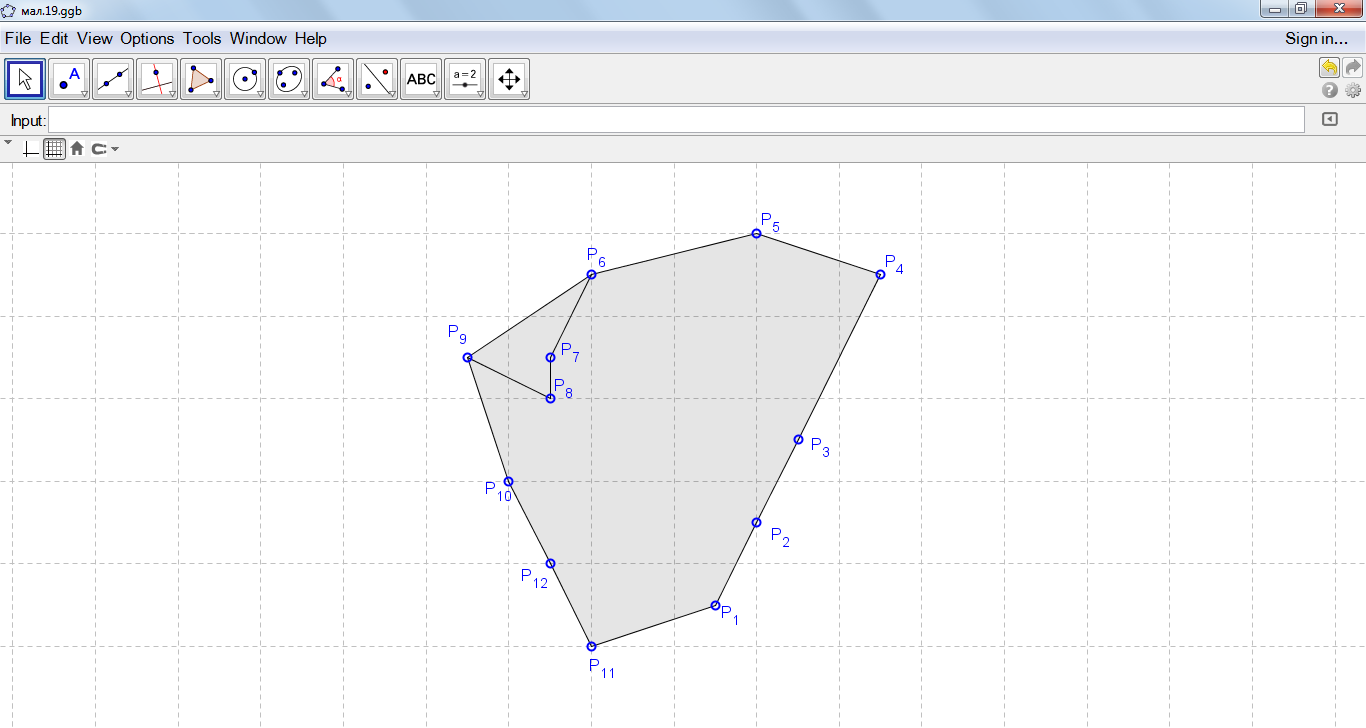 мал.19.ggb
File Edit View Options Tools Window Help Sign in...
A α ABC a=2
Input:
P5
P6 P4
P9
P7
P8
P3
P10
P2
P12
P1
P11